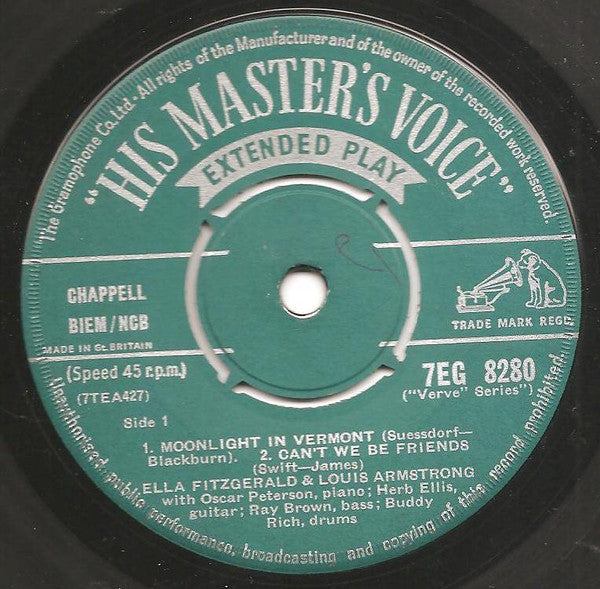 The Gramophone Co. Ltd.- All rights of the Manufacturer and of the owner of the recorded work reserved.
"HIS MASTER'S VOICE"
EXTENDED PLAY
CHAPPELL
BIEM/NCB
MADE IN Gt. BRITAIN
(Speed 45 r.p.m.)
(7TEA427)
TRADE MARK REGD
7EG 8280
("Verve" Series")
Side 1
1. MOONLIGHT IN VERMONT (Suessdorf—
Blackburn). 2. CAN'T WE BE FRIENDS
(Swift—James)
ELLA FITZGERALD & LOUIS ARMSTRONG
with Oscar Peterson, piano; Herb Ellis,
guitar; Ray Brown, bass; Buddy
Rich, drums
Unauthorised public performance, broadcasting and copying of this record prohibited.